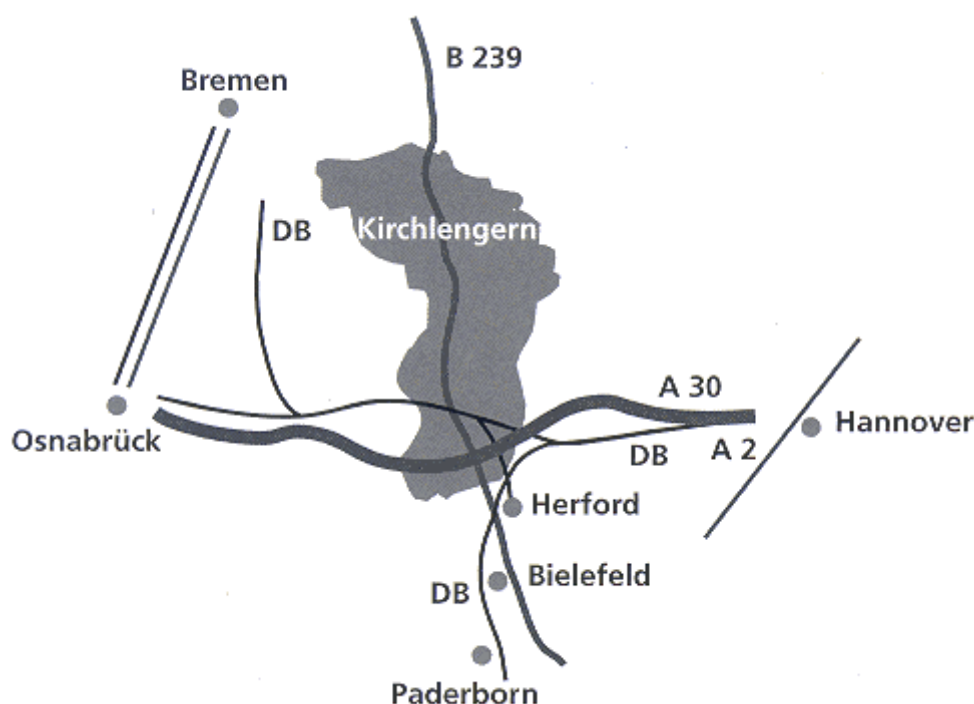 B 239
Bremen
Kirchlengern
DB
A 30
Hannover
Osnabrück
DB
A 2
Herford
Bielefeld
DB
Paderborn